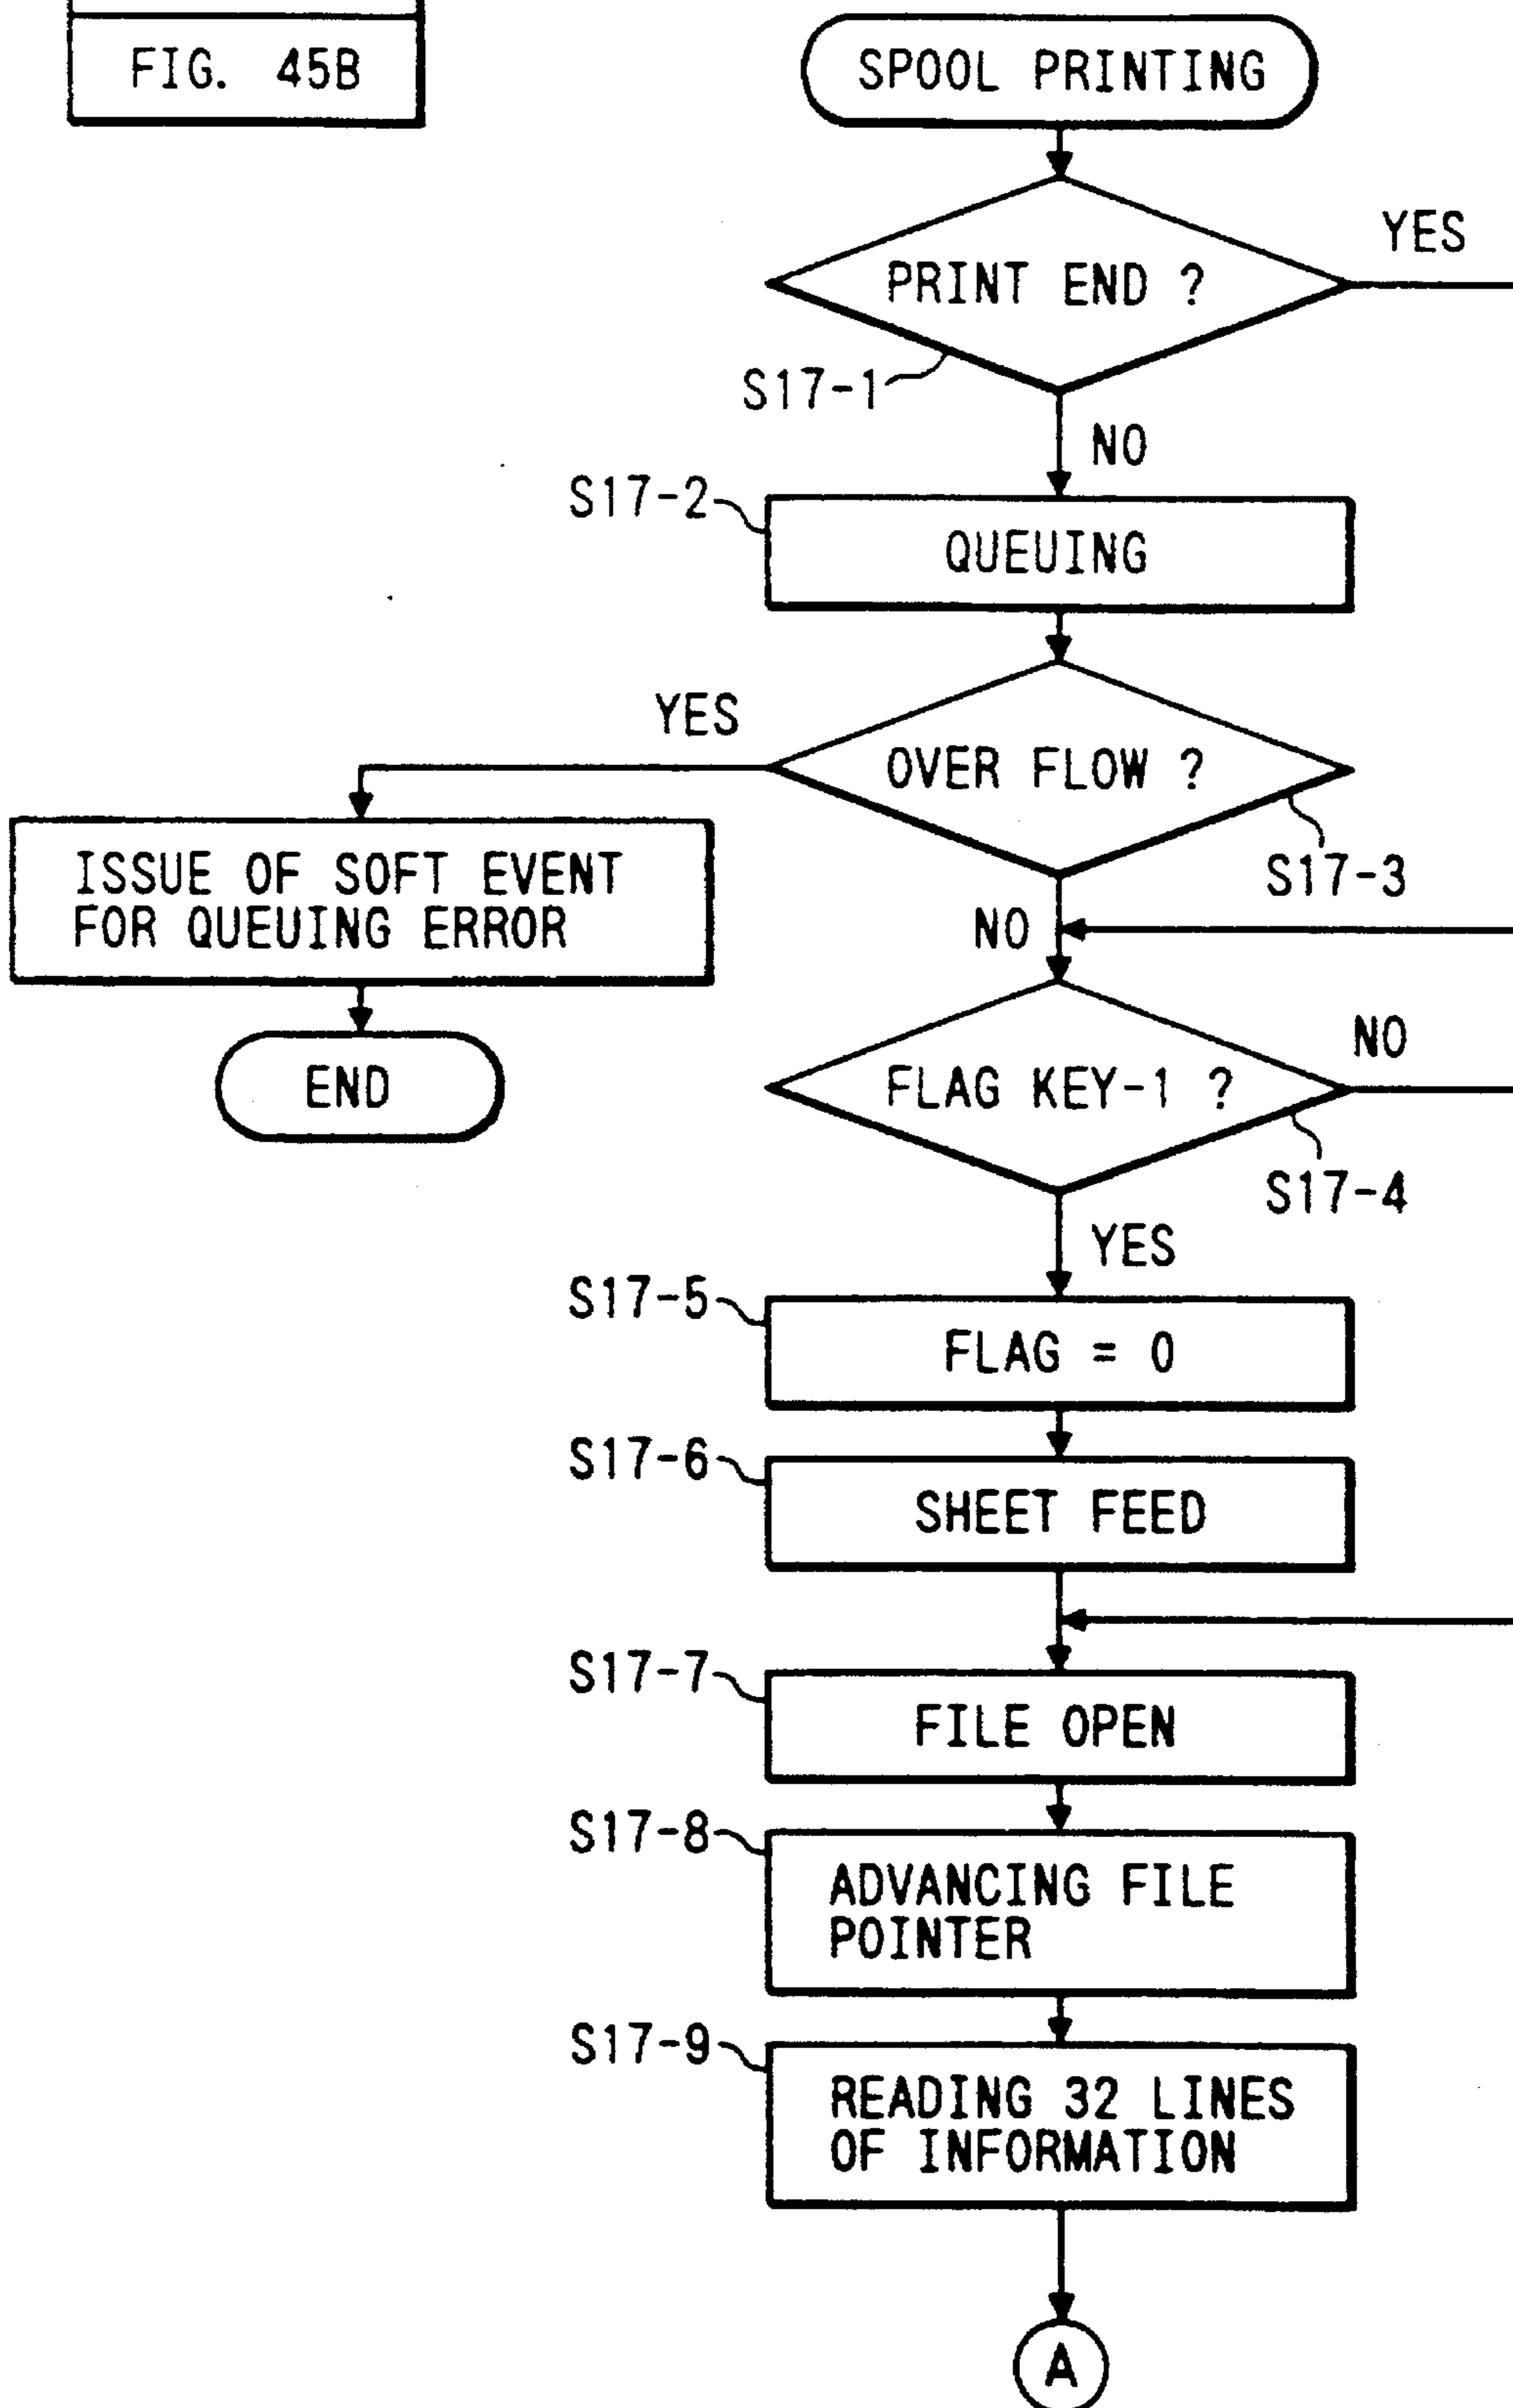 FIG. 45B
SPOOL PRINTING
PRINT END ?
YES
S17-1
NO
S17-2
QUEUING
YES
OVER FLOW ?
S17-3
ISSUE OF SOFT EVENT
FOR QUEUING ERROR
NO
END
FLAG KEY-1 ?
NO
S17-4
YES
S17-5
FLAG = 0
S17-6
SHEET FEED
S17-7
FILE OPEN
S17-8
ADVANCING FILE
POINTER
S17-9
READING 32 LINES
OF INFORMATION
A